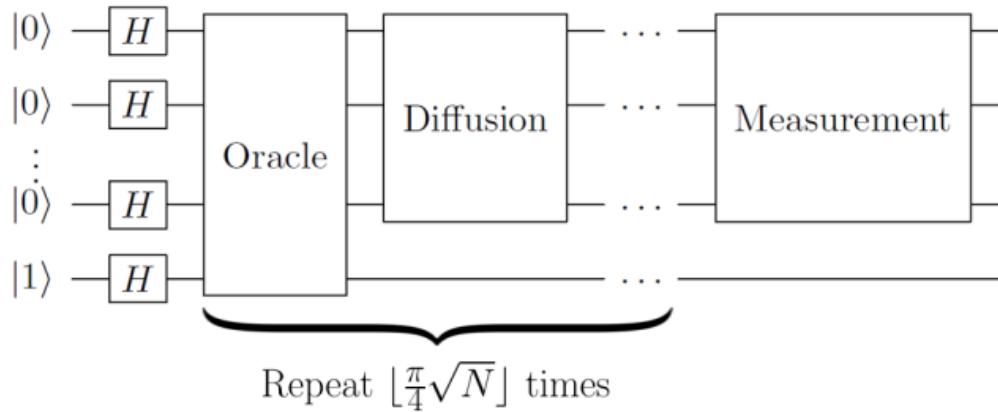 |0⟩ H
|0⟩ H Diffusion Measurement
⋮ Oracle
|0⟩ H
|1⟩ H
Repeat ⌊π/4 √N⌋ times